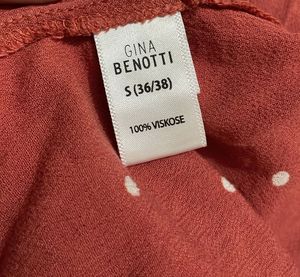 GINA
BENOTTI
S (36/38)
100% VISKOSE